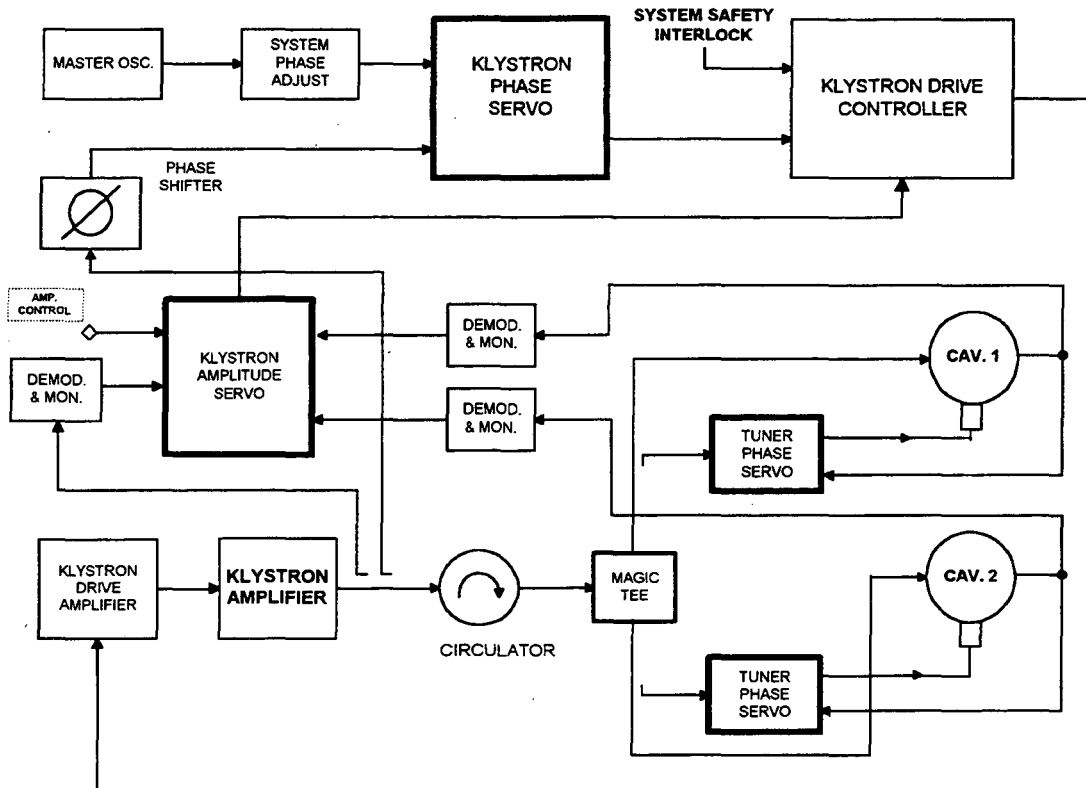 SYSTEM SAFETY
INTERLOCK
MASTER OSC.
SYSTEM
PHASE
ADJUST
KLYSTRON
PHASE
SERVO
KLYSTRON DRIVE
CONTROLLER
PHASE
SHIFTER
AMP.
CONTROL
DEMOD.
& MON.
KLYSTRON
AMPLITUDE
SERVO
DEMOD.
& MON.
DEMOD.
& MON.
CAV. 1
TUNER
PHASE
SERVO
KLYSTRON
DRIVE
AMPLIFIER
KLYSTRON
AMPLIFIER
CIRCULATOR
MAGIC
TEE
CAV. 2
TUNER
PHASE
SERVO